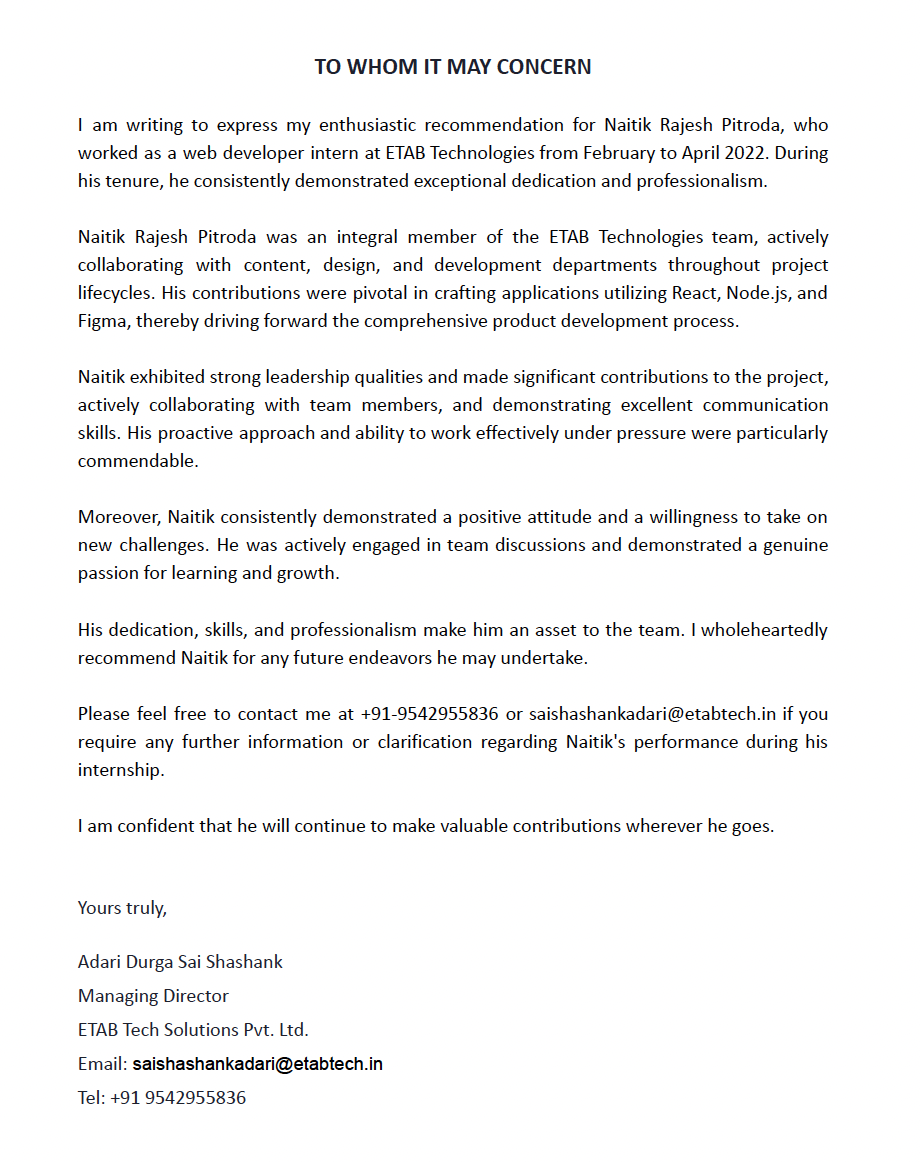 TO WHOM IT MAY CONCERN
I am writing to express my enthusiastic recommendation for Naitik Rajesh Pitroda, who
worked as a web developer intern at ETAB Technologies from February to April 2022. During
his tenure, he consistently demonstrated exceptional dedication and professionalism.
Naitik Rajesh Pitroda was an integral member of the ETAB Technologies team, actively
collaborating with content, design, and development departments throughout project
lifecycles. His contributions were pivotal in crafting applications utilizing React, Node.js, and
Figma, thereby driving forward the comprehensive product development process.
Naitik exhibited strong leadership qualities and made significant contributions to the project,
actively collaborating with team members, and demonstrating excellent communication
skills. His proactive approach and ability to work effectively under pressure were particularly
commendable.
Moreover, Naitik consistently demonstrated a positive attitude and a willingness to take on
new challenges. He was actively engaged in team discussions and demonstrated a genuine
passion for learning and growth.
His dedication, skills, and professionalism make him an asset to the team. I wholeheartedly
recommend Naitik for any future endeavors he may undertake.
Please feel free to contact me at +91-9542955836 or saishashankadari@etabtech.in if you
require any further information or clarification regarding Naitik's performance during his
internship.
I am confident that he will continue to make valuable contributions wherever he goes.
Yours truly,
Adari Durga Sai Shashank
Managing Director
ETAB Tech Solutions Pvt. Ltd.
Email: saishashankadari@etabtech.in
Tel: +91 9542955836